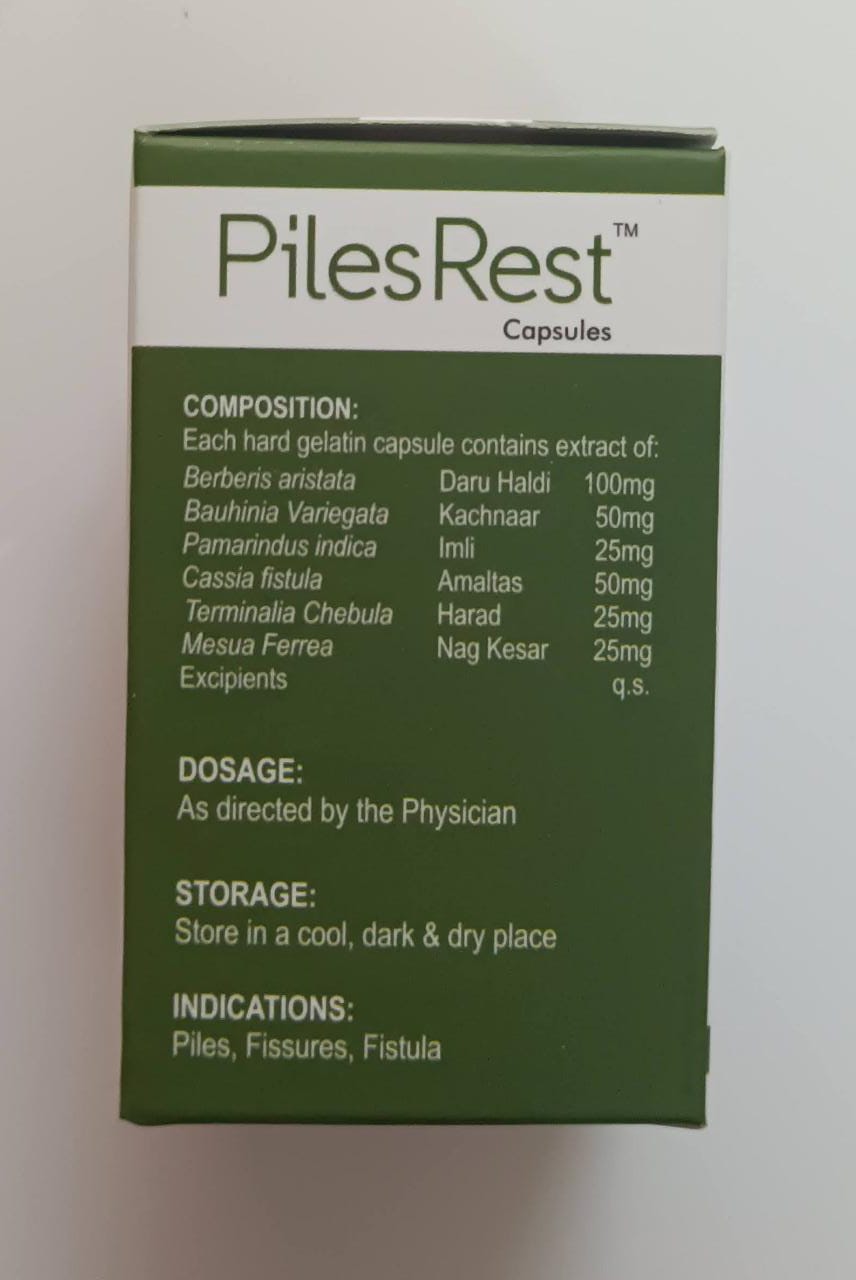 PilesRest™
Capsules
COMPOSITION:
Each hard gelatin capsule contains extract of:
Berberis aristata Daru Haldi 100mg
Bauhinia Variegata Kachnaar 50mg
Pamarindus indica Imli 25mg
Cassia fistula Amaltas 50mg
Terminalia Chebula Harad 25mg
Mesua Ferrea Nag Kesar 25mg
Excipients q.s.
DOSAGE:
As directed by the Physician
STORAGE:
Store in a cool, dark & dry place
INDICATIONS:
Piles, Fissures, Fistula